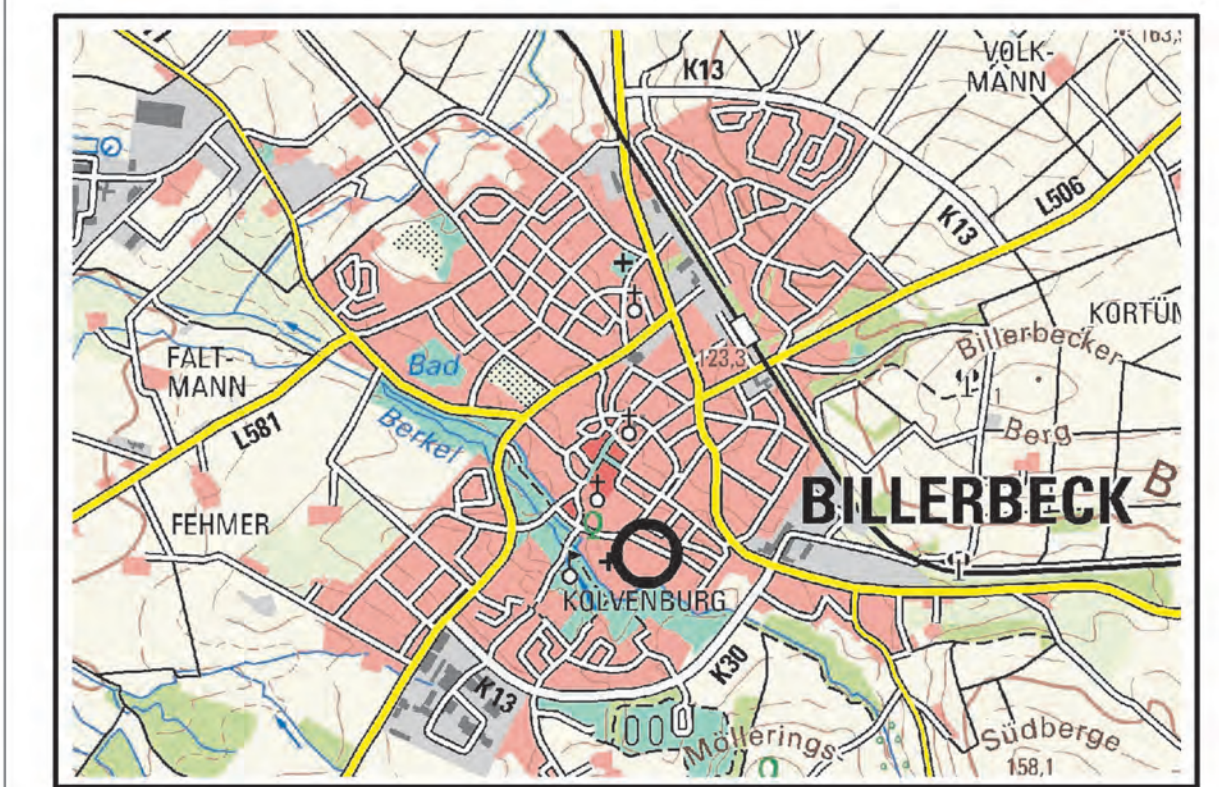 163,
K13
VOLK-
MANN
L506
K13
KORTÜM
Billerbecker
FALT-
MANN
Bad
123,3
1
L581
Berkel
Berg
BILLERBECK
B
FEHMER
KOLVENBURG
K30
K13
Möllerings
Südberge
158,1